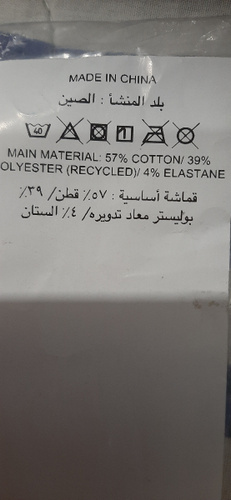 MADE IN CHINA
بلد المنشأ : الصين
40
MAIN MATERIAL: 57% COTTON/ 39%
OLYESTER (RECYCLED)/ 4% ELASTANE
قماشة أساسية : ٥٧٪ قطن/ ٣٩٪
بوليستر معاد تدويره/ ٤٪ الستان